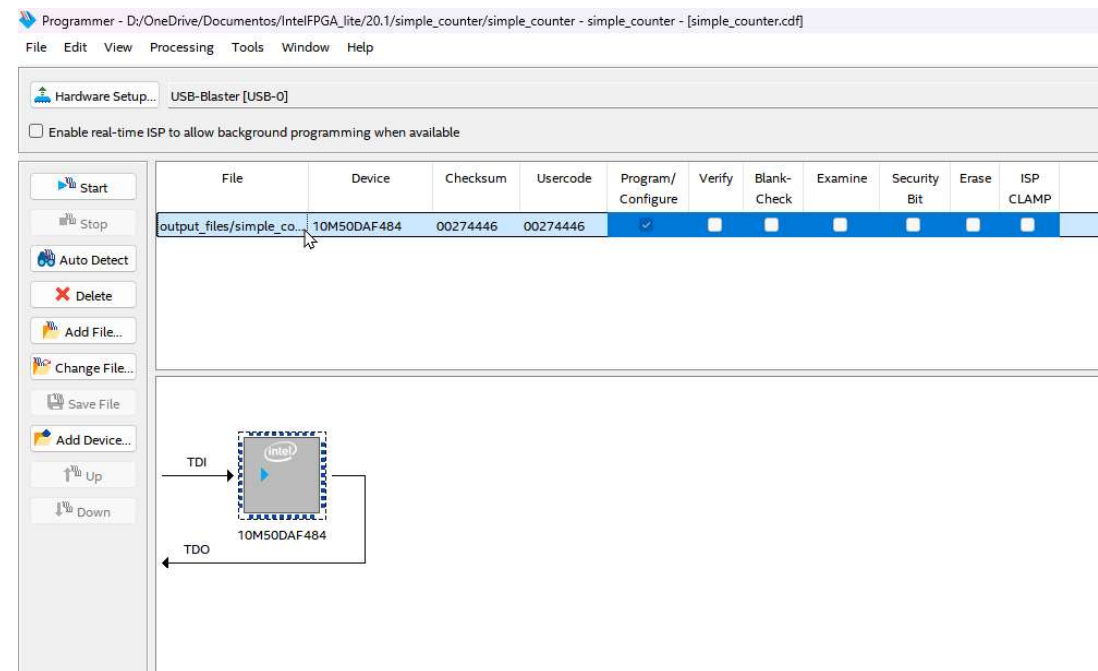 Programmer - D:/OneDrive/Documentos/IntelFPGA_lite/20.1/simple_counter/simple_counter - simple_counter - [simple_counter.cdf]
File Edit View Processing Tools Window Help
Hardware Setup... USB-Blaster [USB-0]
Enable real-time ISP to allow background programming when available
Start
Stop
Auto Detect
Delete
Add File...
Change File...
Save File
Add Device...
Up
Down
File Device Checksum Usercode Program/ Verify Blank- Examine Security Erase ISP
Configure Check Bit CLAMP
output_files/simple_co... 10M50DAF484 00274446 00274446
intel
TDI
10M50DAF484
TDO